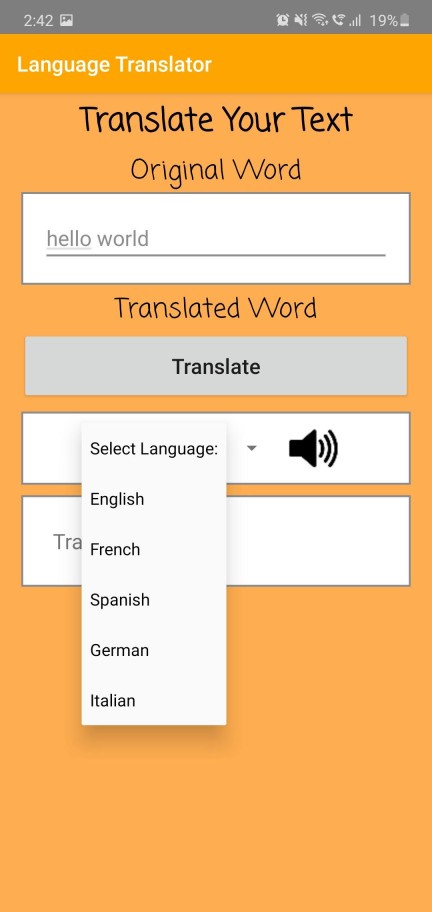 2:42 19%
Language Translator
Translate Your Text
Original Word
hello world
Translated Word
Translate
Select Language:
English
Tra
French
Spanish
German
Italian